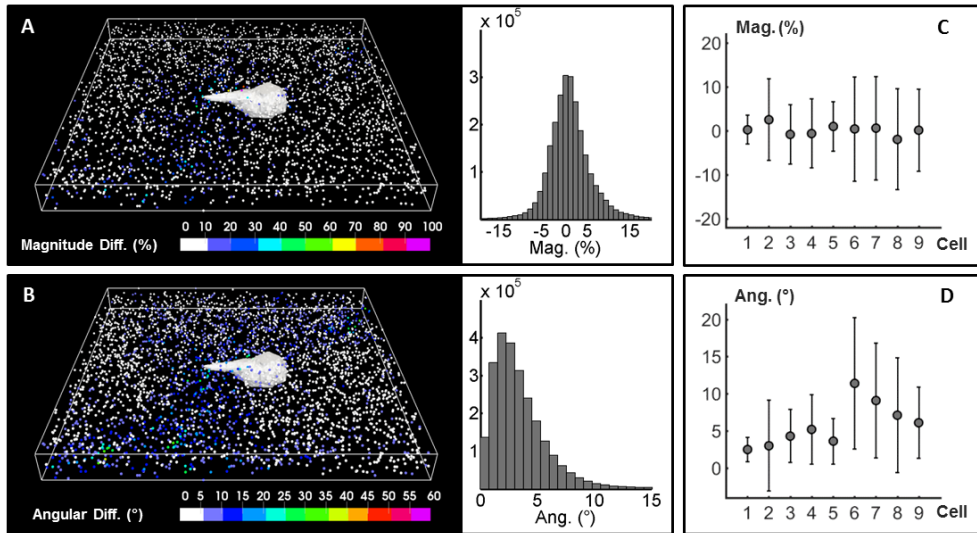 A
Magnitude Diff. (%)
0 10 20 30 40 50 60 70 80 90 100
x 10⁵
3
2
1
-15 -5 0 5 15
Mag. (%)
C
Mag. (%)
20
10
0
-10
-20
1 2 3 4 5 6 7 8 9 Cell
B
Angular Diff. (°)
0 5 10 15 20 25 30 35 40 45 50 55 60
x 10⁵
4
3
2
1
0 5 10 15
Ang. (°)
D
Ang. (°)
20
15
10
5
0
1 2 3 4 5 6 7 8 9 Cell